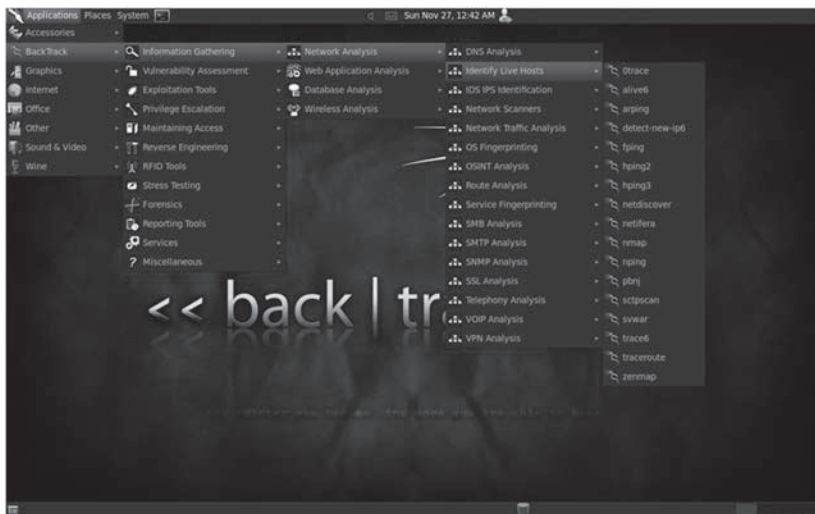 Applications Places System Sun Nov 27, 12:42 AM
Accessories
BackTrack
Graphics
Internet
Office
Other
Sound & Video
Wine
Information Gathering
Vulnerability Assessment
Exploitation Tools
Privilege Escalation
Maintaining Access
Reverse Engineering
RFID Tools
Stress Testing
Forensics
Reporting Tools
Services
Miscellaneous
Network Analysis
Web Application Analysis
Database Analysis
Wireless Analysis
DNS Analysis
Identify Live Hosts
IDS IPS Identification
Network Scanners
Network Traffic Analysis
OS Fingerprinting
OSINT Analysis
Route Analysis
Service Fingerprinting
SMB Analysis
SMTP Analysis
SNMP Analysis
SSL Analysis
Telephony Analysis
VOIP Analysis
VPN Analysis
0trace
alive6
arping
detect-new-ip6
fping
hping2
hping3
netdiscover
netifera
nmap
nping
pbnj
sctpscan
svwar
trace6
traceroute
zenmap
<< back | tr